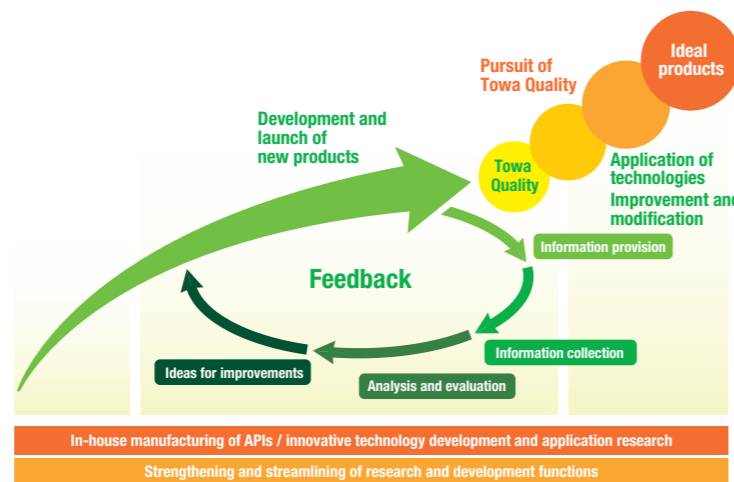 Ideal
products
Pursuit of
Towa Quality
Development and
launch of
new products
Towa
Quality
Application of
technologies
Improvement and
modification
Information provision
Feedback
Information collection
Ideas for improvements
Analysis and evaluation
In-house manufacturing of APIs / innovative technology development and application research
Strengthening and streamlining of research and development functions